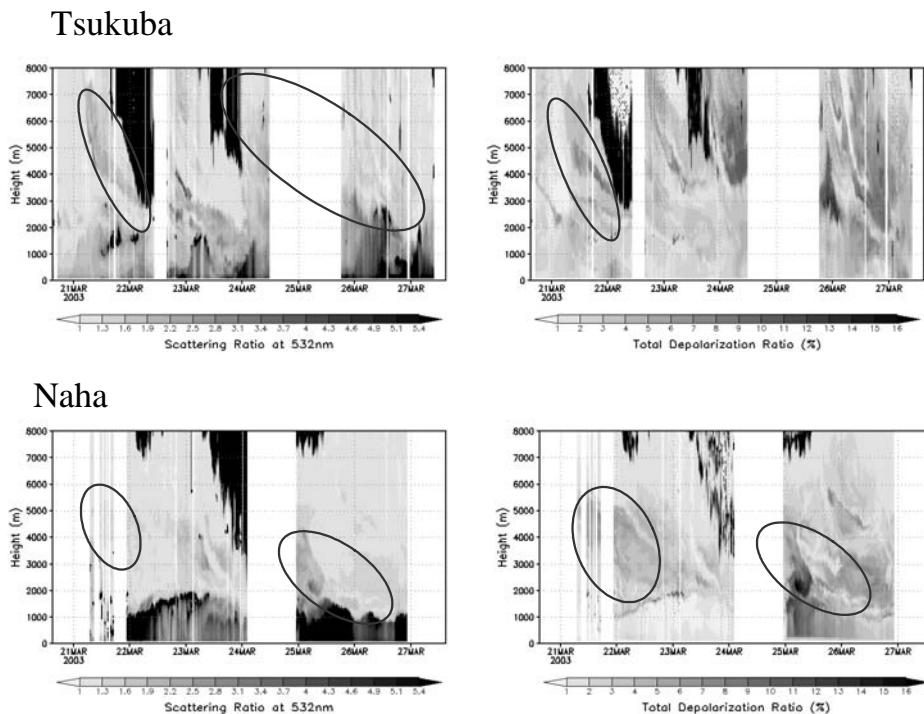 Tsukuba
8000
7000
6000
5000
4000
3000
2000
1000
0
Height (m)
21MAR 22MAR 23MAR 24MAR 25MAR 26MAR 27MAR
2003
1 1.3 1.6 1.9 2.2 2.5 2.8 3.1 3.4 3.7 4 4.3 4.6 4.9 5.1 5.4
Scattering Ratio at 532nm
8000
7000
6000
5000
4000
3000
2000
1000
0
Height (m)
21MAR 22MAR 23MAR 24MAR 25MAR 26MAR 27MAR
2003
1 2 3 4 5 6 7 8 9 10 11 12 13 14 15 16
Total Depolarization Ratio (%)
Naha
8000
7000
6000
5000
4000
3000
2000
1000
0
Height (m)
21MAR 22MAR 23MAR 24MAR 25MAR 26MAR 27MAR
2003
1 1.3 1.6 1.9 2.2 2.5 2.8 3.1 3.4 3.7 4 4.3 4.6 4.9 5.1 5.4
Scattering Ratio at 532nm
8000
7000
6000
5000
4000
3000
2000
1000
0
Height (m)
21MAR 22MAR 23MAR 24MAR 25MAR 26MAR 27MAR
2003
1 2 3 4 5 6 7 8 9 10 11 12 13 14 15 16
Total Depolarization Ratio (%)